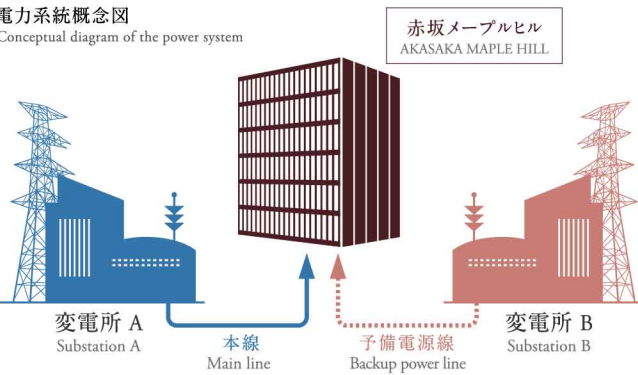 電力系統概念図
Conceptual diagram of the power system
赤坂メープルヒル
AKASAKA MAPLE HILL
変電所 A
Substation A
本線
Main line
予備電源線
Backup power line
変電所 B
Substation B